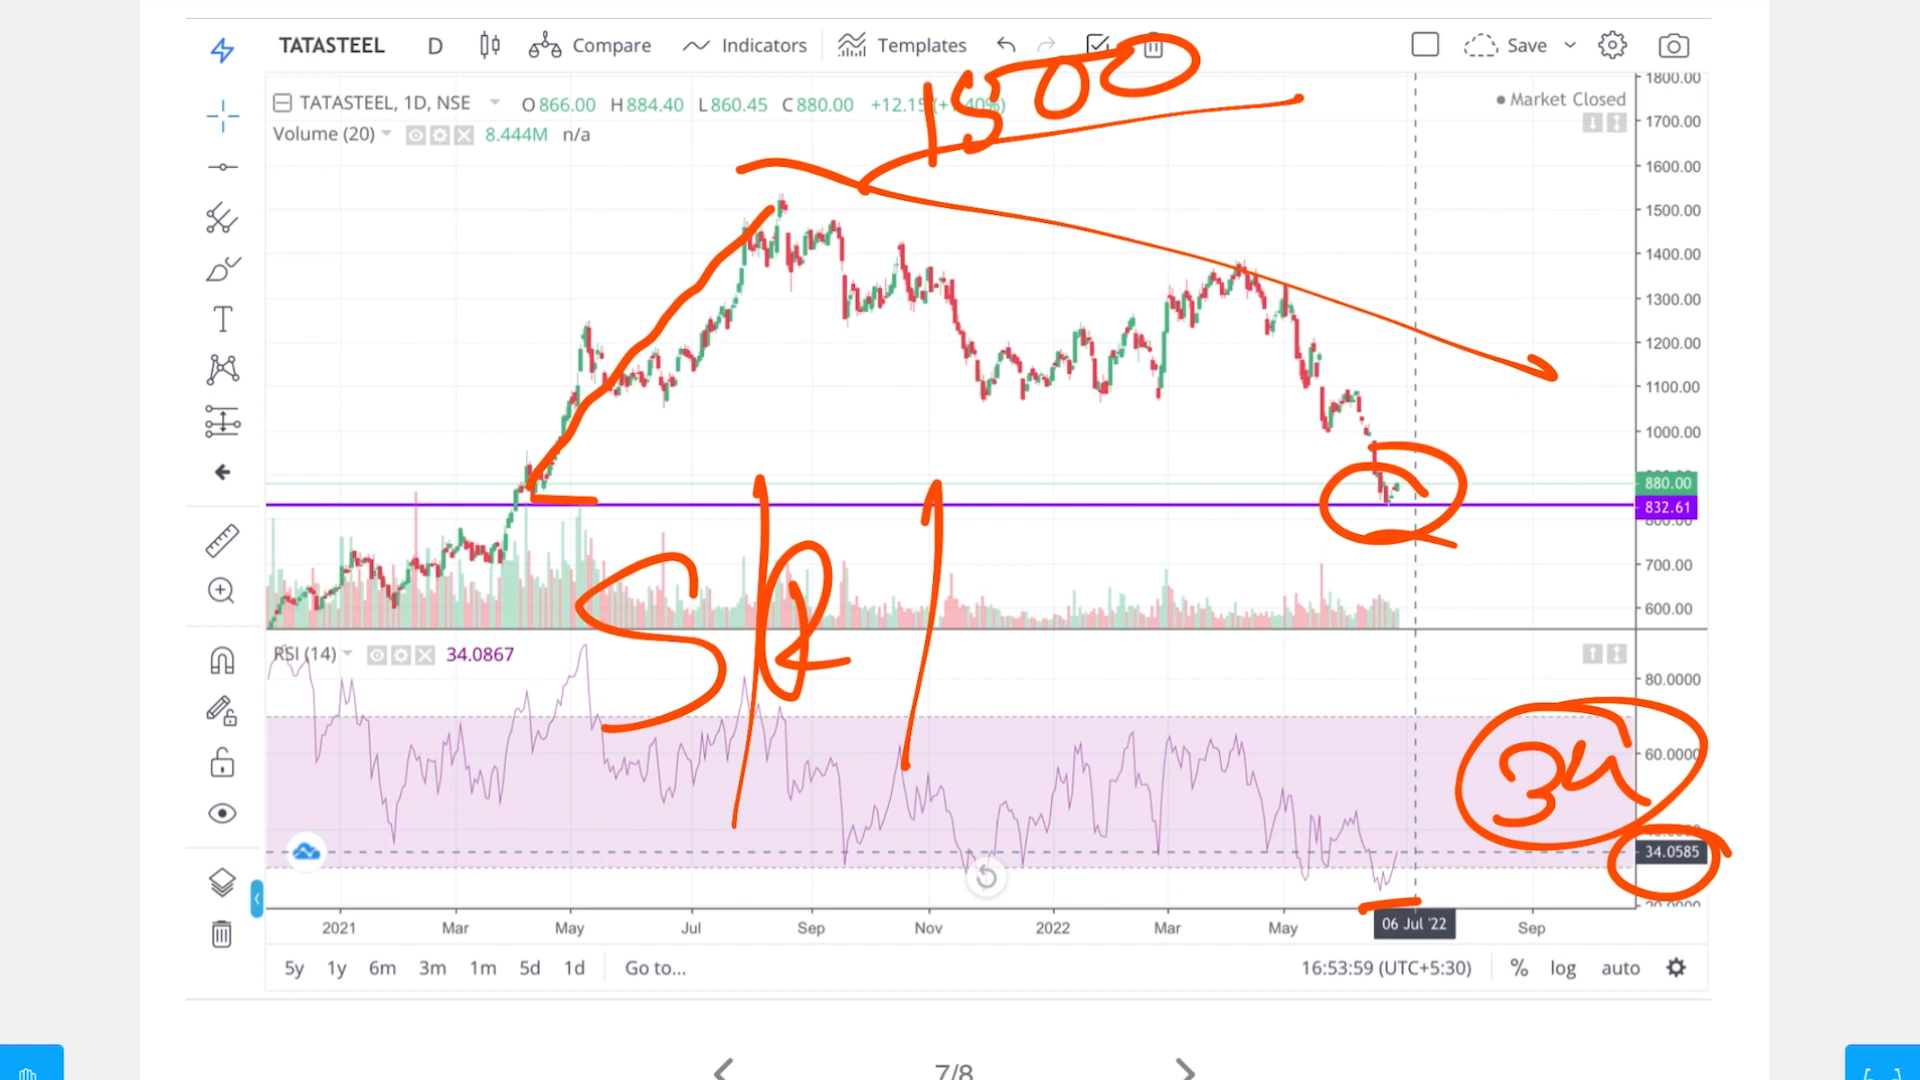 TATASTEEL D Compare Indicators Templates Save
1500
TATASTEEL, 1D, NSE O866.00 H884.40 L860.45 C880.00 +12.15
Market Closed
Volume (20) 8.444M n/a
1800.00
1700.00
1600.00
1500.00
1400.00
1300.00
1200.00
1100.00
1000.00
880.00
832.61
800.00
700.00
600.00
S/R
RSI (14) 34.0867
80.0000
60.0000
34
34.0585
20.0000
2021 Mar May Jul Sep Nov 2022 Mar May 06 Jul '22 Sep
5y 1y 6m 3m 1m 5d 1d Go to... 16:53:59 (UTC+5:30) % log auto
7/8